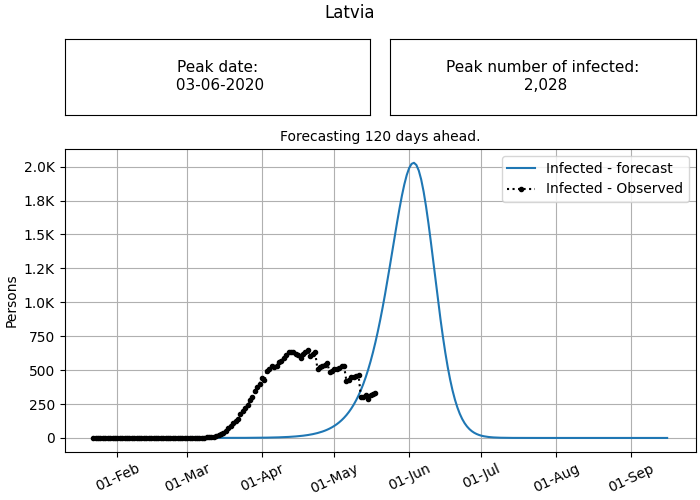 Latvia
Peak date:
03-06-2020
Peak number of infected:
2,028
Forecasting 120 days ahead.
Infected - forecast
Infected - Observed
Persons
2.0K
1.8K
1.5K
1.2K
1.0K
750
500
250
0
01-Feb
01-Mar
01-Apr
01-May
01-Jun
01-Jul
01-Aug
01-Sep